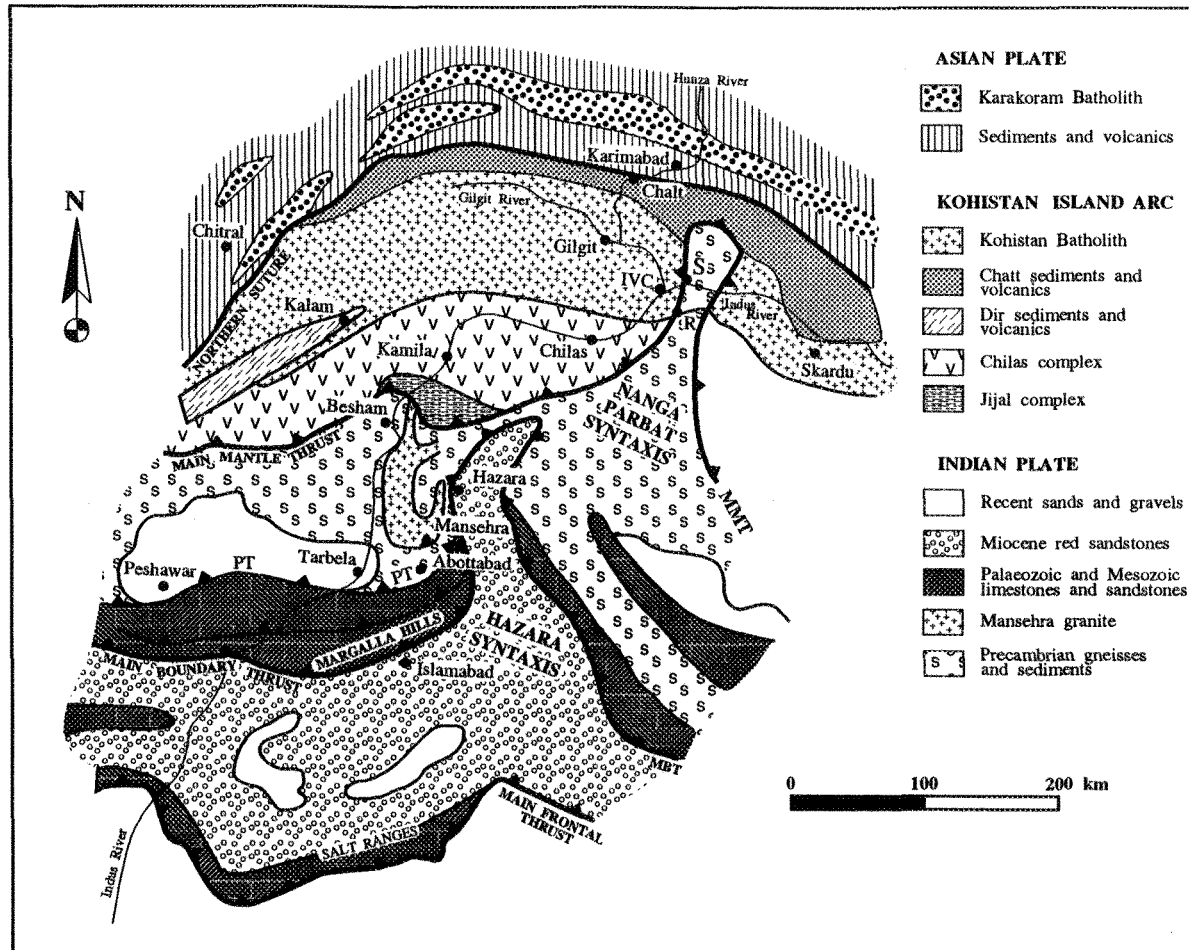 ASIAN PLATE
Karakoram Batholith
Sediments and volcanics
KOHISTAN ISLAND ARC
Kohistan Batholith
Chatt sediments and
volcanics
Dir sediments and
volcanics
Chilas complex
Jijal complex
INDIAN PLATE
Recent sands and gravels
Miocene red sandstones
Palaeozoic and Mesozoic
limestones and sandstones
Mansehra granite
S S Precambrian gneisses
and sediments
0 100 200 km
N
Hunza River
Karimabad
Chalt
Gilgit River
Chitral
Gilgit
S
IVC
Indus
River
NORTHERN SUTURE
Kalam
R
Kamila
Chilas
Skardu
Besham
NANGA
PARBAT
SYNTAXIS
MAIN MANTLE THRUST
Hazara
MMT
Mansehra
Tarbela
PT
PT
Abottabad
Peshawar
HAZARA
SYNTAXIS
MARGALLA HILLS
MAIN BOUNDARY THRUST
Islamabad
MBT
MAIN FRONTAL
THRUST
SALT RANGES
Indus River